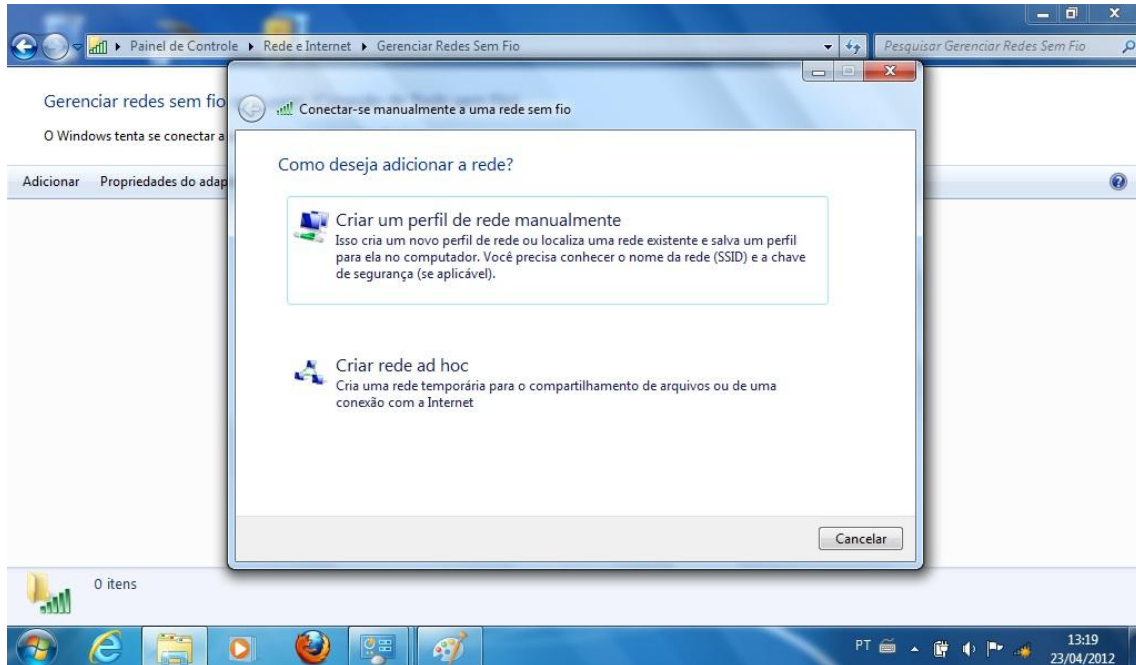 Painel de Controle ▸ Rede e Internet ▸ Gerenciar Redes Sem Fio
Pesquisar Gerenciar Redes Sem Fio
Gerenciar redes sem fio
O Windows tenta se conectar a
Adicionar Propriedades do adap
Conectar-se manualmente a uma rede sem fio
Como deseja adicionar a rede?
Criar um perfil de rede manualmente
Isso cria um novo perfil de rede ou localiza uma rede existente e salva um perfil
para ela no computador. Você precisa conhecer o nome da rede (SSID) e a chave
de segurança (se aplicável).
Criar rede ad hoc
Cria uma rede temporária para o compartilhamento de arquivos ou de uma
conexão com a Internet
Cancelar
0 itens
PT
13:19
23/04/2012